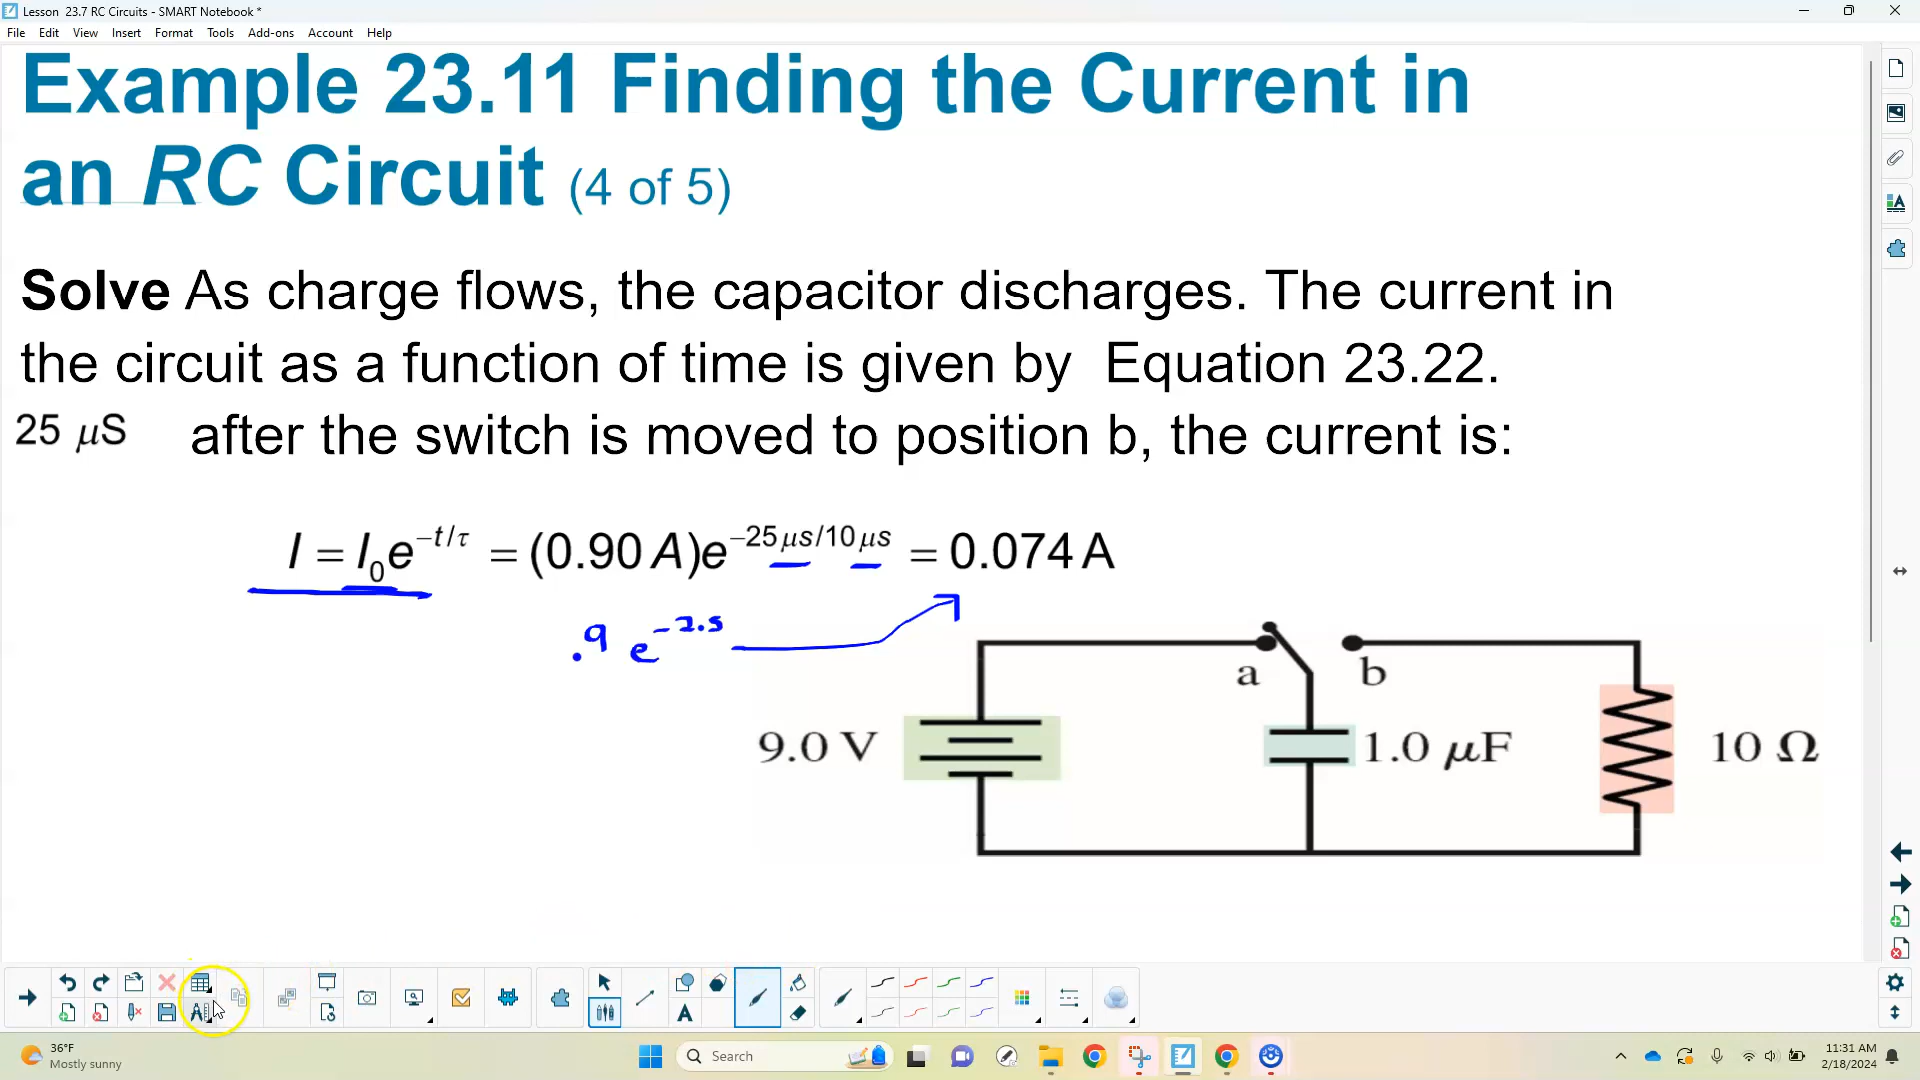 Lesson 23.7 RC Circuits - SMART Notebook *
File Edit View Insert Format Tools Add-ons Account Help
Example 23.11 Finding the Current in
an RC Circuit (4 of 5)
Solve As charge flows, the capacitor discharges. The current in
the circuit as a function of time is given by Equation 23.22.
25 μS after the switch is moved to position b, the current is:
I = I₀e^(−t/τ) = (0.90 A)e^(−25 μs/10 μs) = 0.074 A
.9 e^(-2.5)
a b
9.0 V 1.0 μF 10 Ω
36°F
Mostly sunny
Search
11:31 AM
2/18/2024